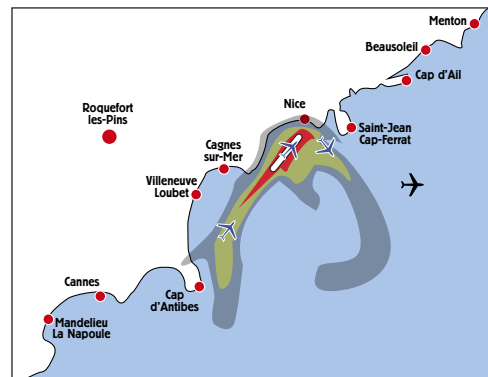 Menton
Beausoleil
Cap d'Ail
Roquefort
les-Pins
Nice
Saint-Jean
Cap-Ferrat
Cagnes
sur-Mer
Villeneuve
Loubet
Cannes
Cap
d'Antibes
Mandelieu
La Napoule